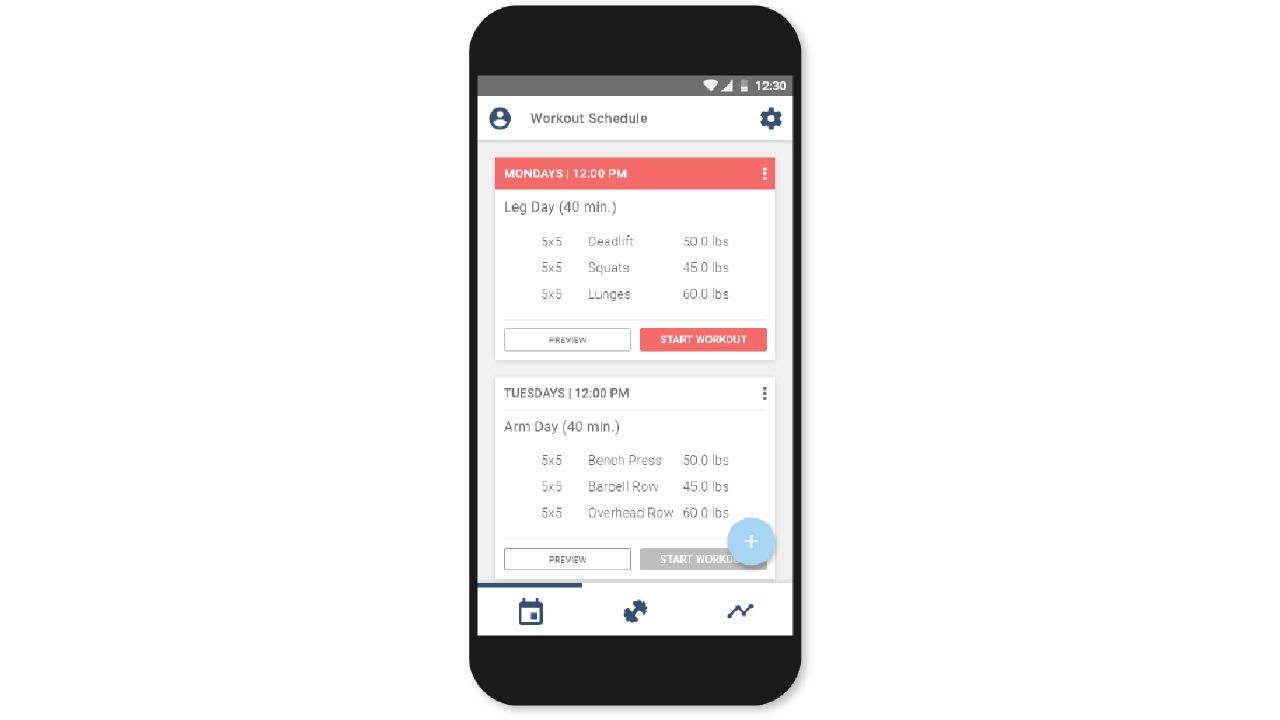 12:30
Workout Schedule
MONDAYS | 12:00 PM
Leg Day (40 min.)
5x5 Deadlift 50.0 lbs
5x5 Squats 45.0 lbs
5x5 Lunges 60.0 lbs
PREVIEW START WORKOUT
TUESDAYS | 12:00 PM
Arm Day (40 min.)
5x5 Bench Press 50.0 lbs
5x5 Barbell Row 45.0 lbs
5x5 Overhead Row 60.0 lbs
+
PREVIEW START